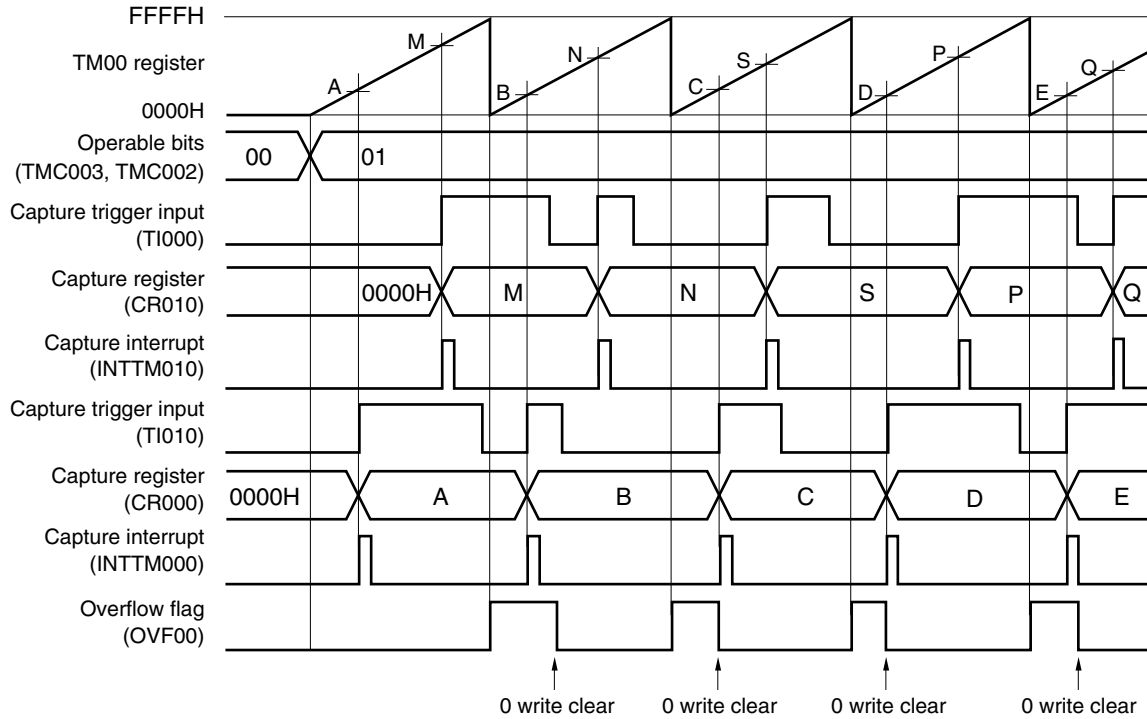 FFFFH
TM00 register
0000H
A M B N C S D P E Q
Operable bits
(TMC003, TMC002)
00 01
Capture trigger input
(TI000)
Capture register
(CR010)
0000H M N S P Q
Capture interrupt
(INTTM010)
Capture trigger input
(TI010)
Capture register
(CR000)
0000H A B C D E
Capture interrupt
(INTTM000)
Overflow flag
(OVF00)
0 write clear 0 write clear 0 write clear 0 write clear